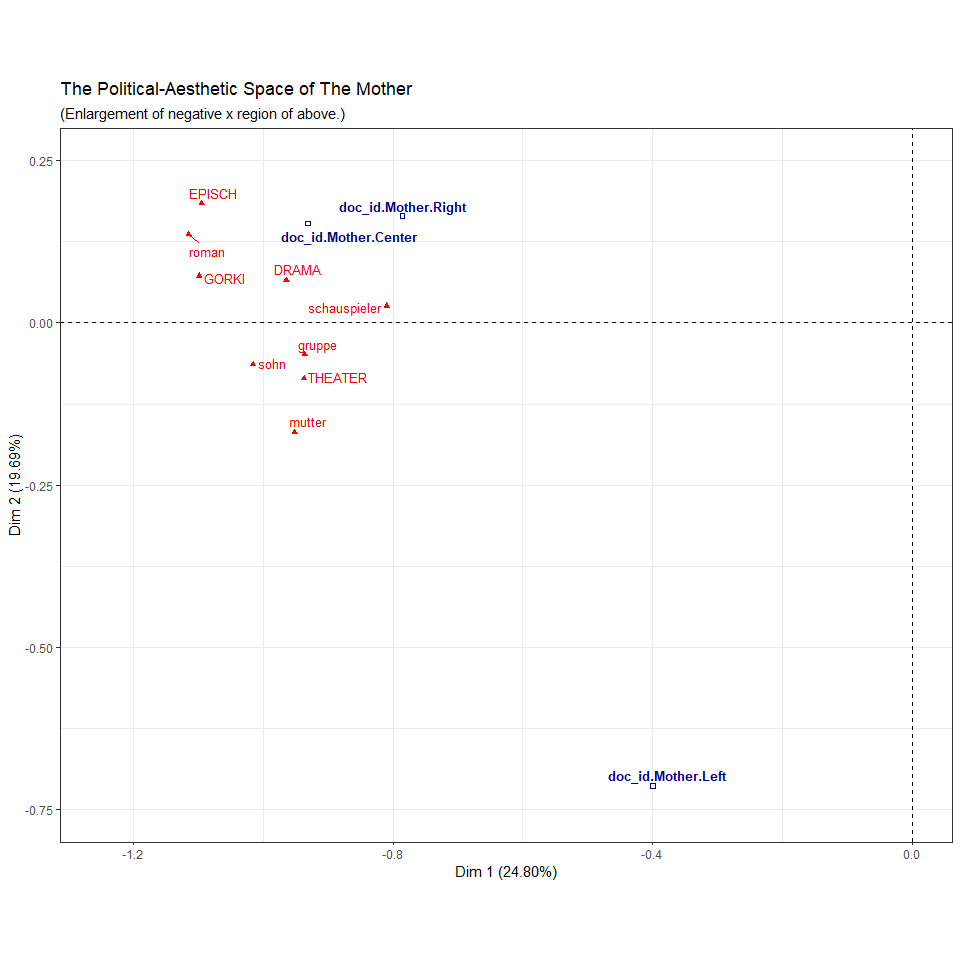 The Political-Aesthetic Space of The Mother
(Enlargement of negative x region of above.)
0.25
EPISCH
doc_id.Mother.Right
doc_id.Mother.Center
roman
DRAMA
GORKI
schauspieler
0.00
gruppe
sohn
THEATER
mutter
Dim 2 (19.69%)
-0.25
-0.50
doc_id.Mother.Left
-0.75
-1.2
-0.8
-0.4
0.0
Dim 1 (24.80%)